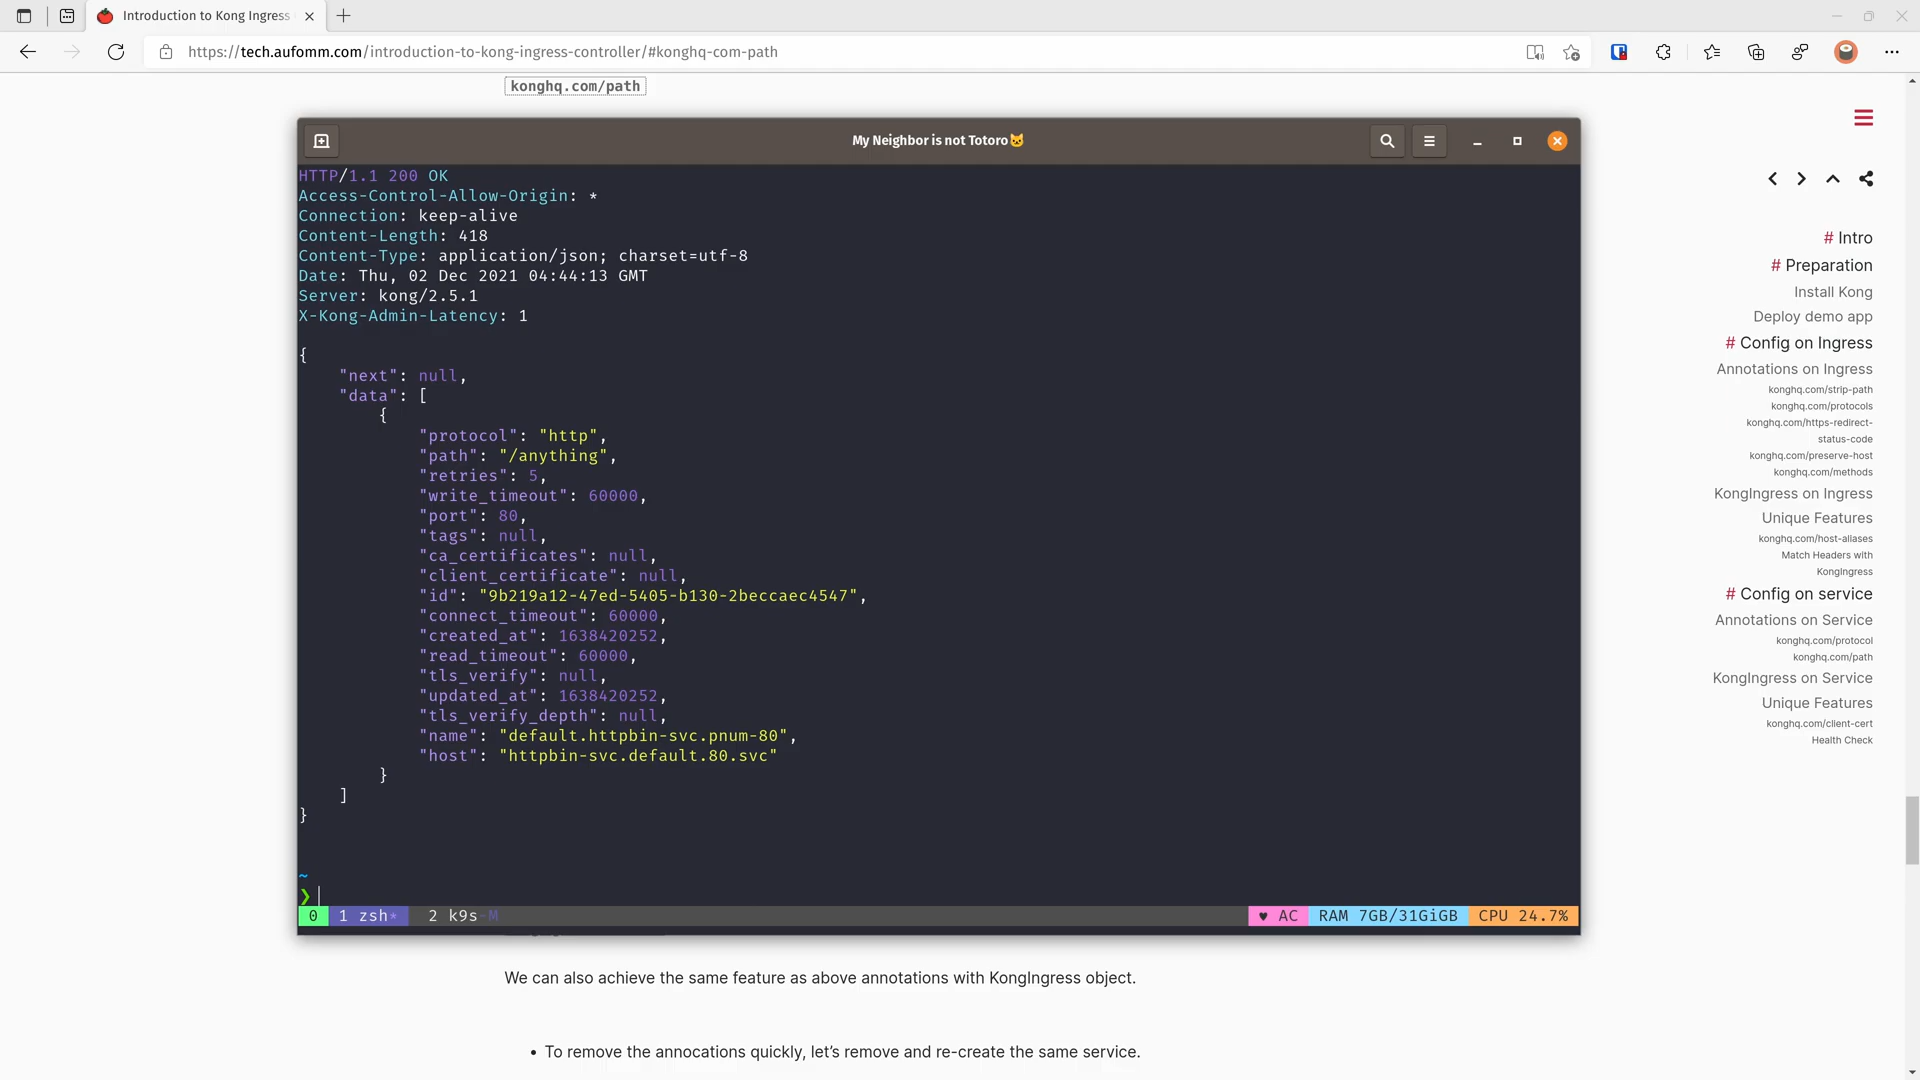 Introduction to Kong Ingress
https://tech.aufomm.com/introduction-to-kong-ingress-controller/#konghq-com-path
konghq.com/path
My Neighbor is not Totoro🐱
HTTP/1.1 200 OK
Access-Control-Allow-Origin: *
Connection: keep-alive
Content-Length: 418
Content-Type: application/json; charset=utf-8
Date: Thu, 02 Dec 2021 04:44:13 GMT
Server: kong/2.5.1
X-Kong-Admin-Latency: 1
{
"next": null,
"data": [
{
"protocol": "http",
"path": "/anything",
"retries": 5,
"write_timeout": 60000,
"port": 80,
"tags": null,
"ca_certificates": null,
"client_certificate": null,
"id": "9b219a12-47ed-5405-b130-2beccaec4547",
"connect_timeout": 60000,
"created_at": 1638420252,
"read_timeout": 60000,
"tls_verify": null,
"updated_at": 1638420252,
"tls_verify_depth": null,
"name": "default.httpbin-svc.pnum-80",
"host": "httpbin-svc.default.80.svc"
}
]
}
~
❯
0 1 zsh* 2 k9s-M ♥ AC RAM 7GB/31GiGB CPU 24.7%
We can also achieve the same feature as above annotations with KongIngress object.
• To remove the annocations quickly, let's remove and re-create the same service.
# Intro
# Preparation
Install Kong
Deploy demo app
# Config on Ingress
Annotations on Ingress
konghq.com/strip-path
konghq.com/protocols
konghq.com/https-redirect-
status-code
konghq.com/preserve-host
konghq.com/methods
KongIngress on Ingress
Unique Features
konghq.com/host-aliases
Match Headers with
KongIngress
# Config on service
Annotations on Service
konghq.com/protocol
konghq.com/path
KongIngress on Service
Unique Features
konghq.com/client-cert
Health Check